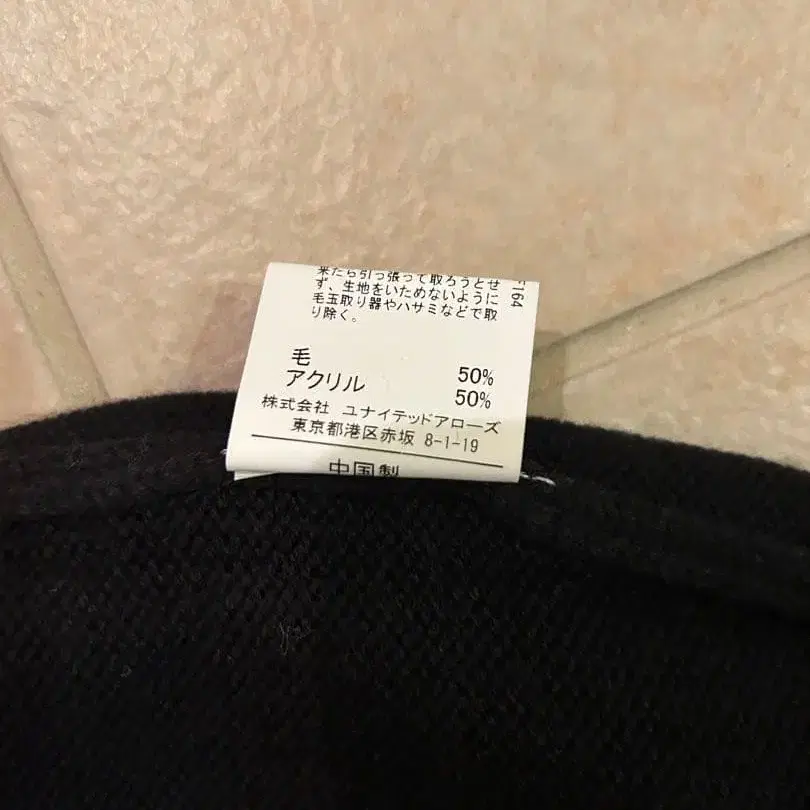 来たら引っ張って取ろうとせ
ず、生地をいためないように
毛玉取り器やハサミなどで取
り除く。
F164
毛 50%
アクリル 50%
株式会社 ユナイテッドアローズ
東京都港区赤坂 8-1-19
中国製